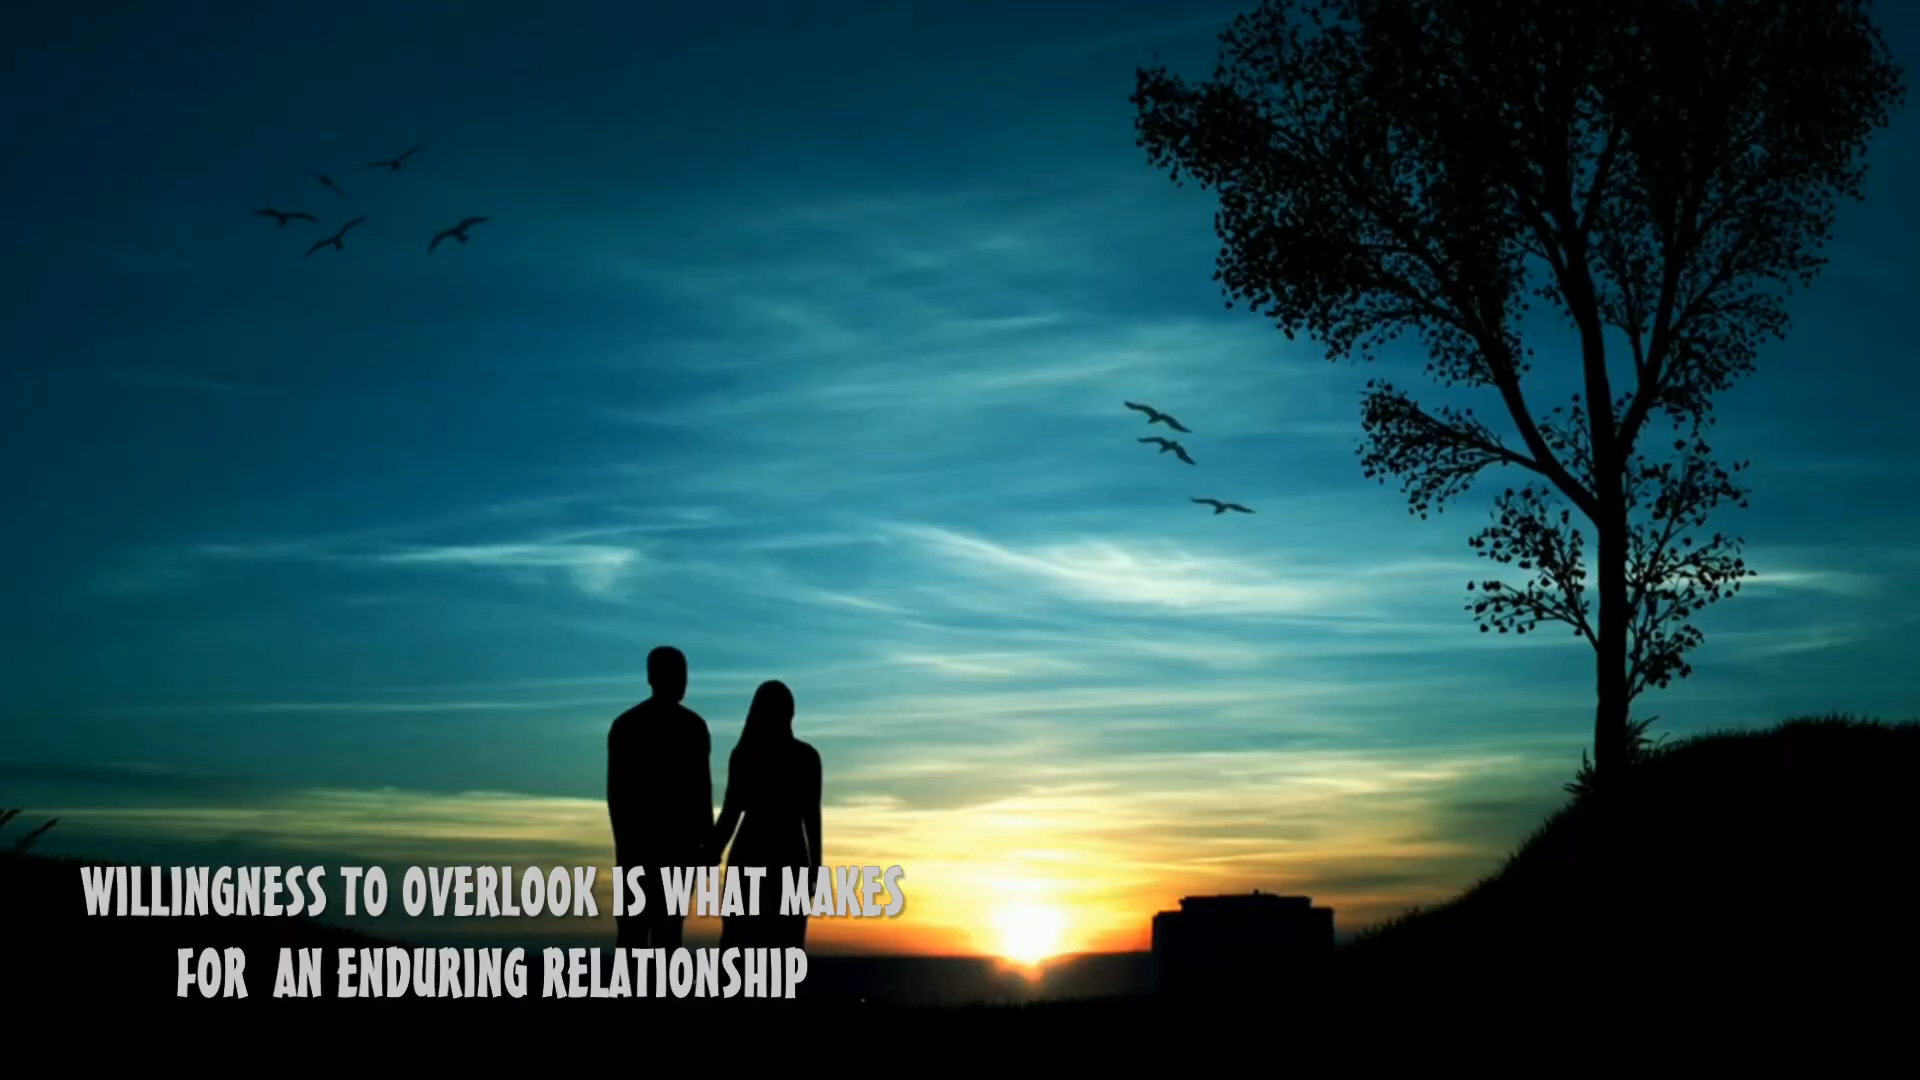 WILLINGNESS TO OVERLOOK IS WHAT MAKES
FOR AN ENDURING RELATIONSHIP